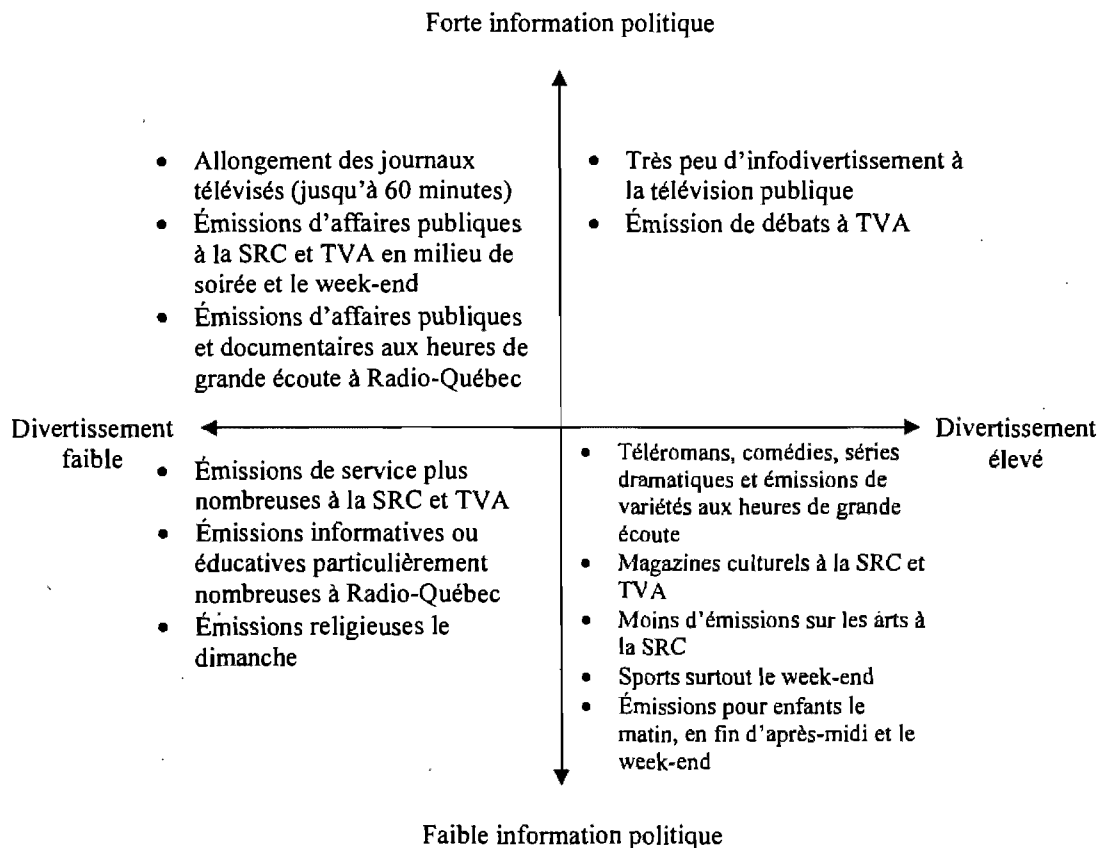 Forte information politique
• Allongement des journaux
télévisés (jusqu'à 60 minutes)
• Émissions d'affaires publiques
à la SRC et TVA en milieu de
soirée et le week-end
• Émissions d'affaires publiques
et documentaires aux heures de
grande écoute à Radio-Québec
• Très peu d'infodivertissement à
la télévision publique
• Émission de débats à TVA
Divertissement
faible
Divertissement
élevé
• Émissions de service plus
nombreuses à la SRC et TVA
• Émissions informatives ou
éducatives particulièrement
nombreuses à Radio-Québec
• Émissions religieuses le
dimanche
• Téléromans, comédies, séries
dramatiques et émissions de
variétés aux heures de grande
écoute
• Magazines culturels à la SRC et
TVA
• Moins d'émissions sur les arts à
la SRC
• Sports surtout le week-end
• Émissions pour enfants le
matin, en fin d'après-midi et le
week-end
Faible information politique